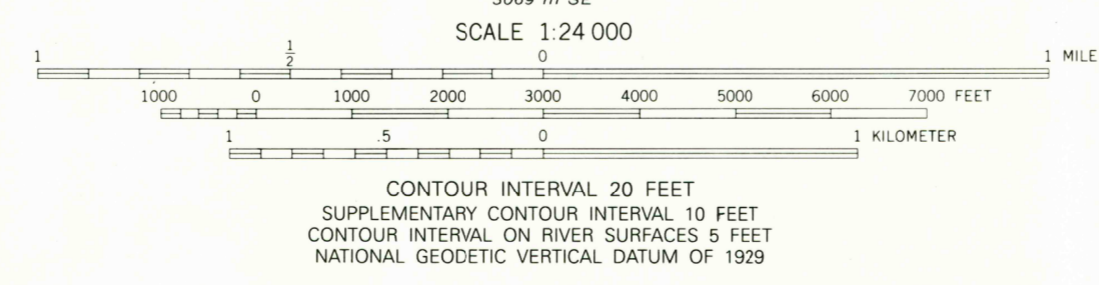 SCALE 1:24 000
1 1/2 0 1 MILE
1000 0 1000 2000 3000 4000 5000 6000 7000 FEET
1 .5 0 1 KILOMETER
CONTOUR INTERVAL 20 FEET
SUPPLEMENTARY CONTOUR INTERVAL 10 FEET
CONTOUR INTERVAL ON RIVER SURFACES 5 FEET
NATIONAL GEODETIC VERTICAL DATUM OF 1929